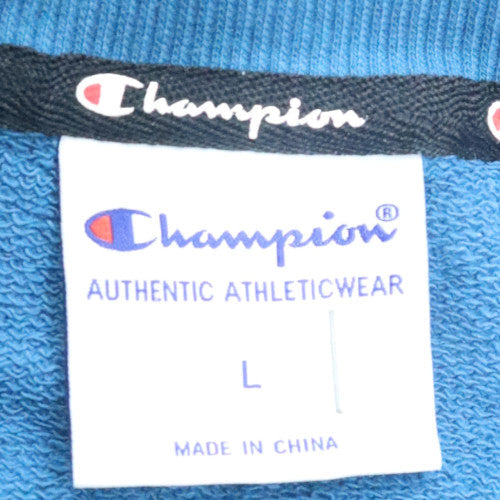 Champion
Champion®
AUTHENTIC ATHLETICWEAR
L
MADE IN CHINA